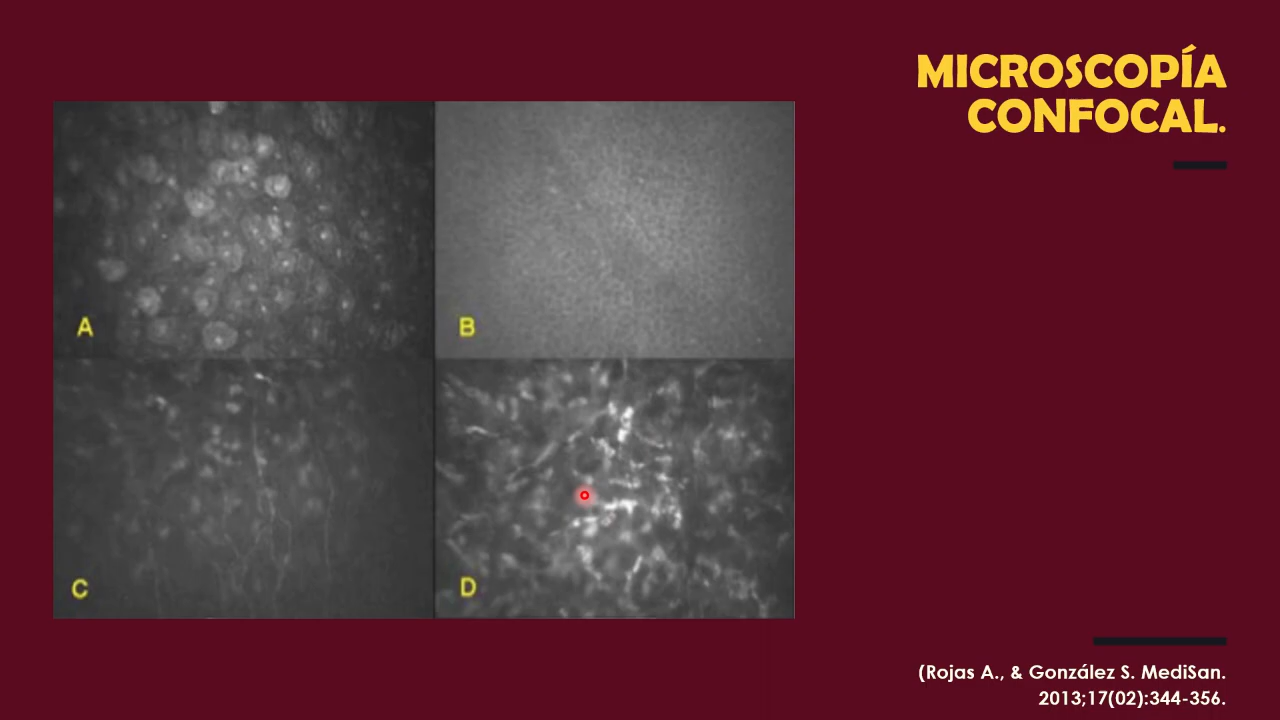 MICROSCOPÍA
CONFOCAL.
A
B
C
D
(Rojas A., & González S. MediSan.
2013;17(02):344-356.